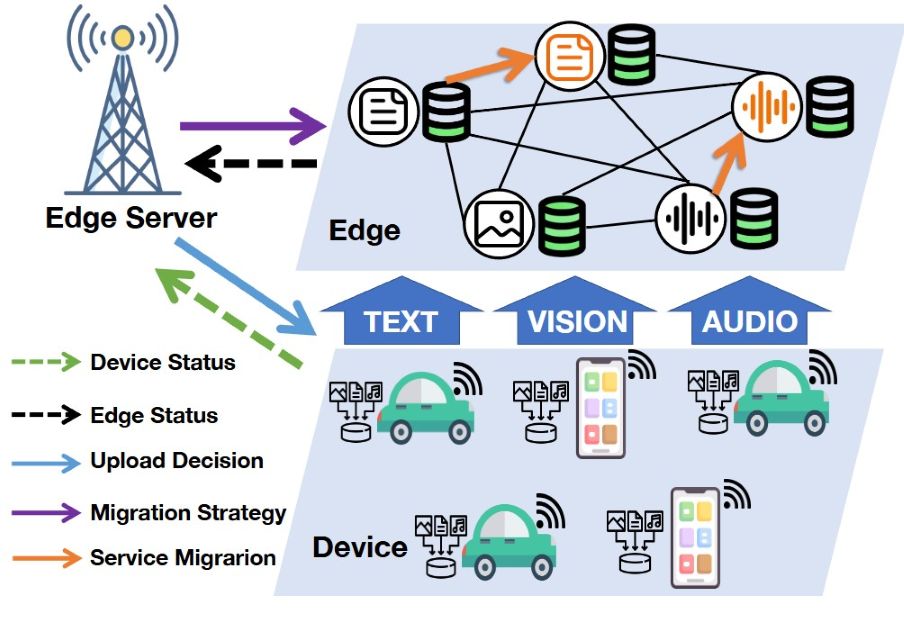 Edge Server
Edge
TEXT
VISION
AUDIO
Device Status
Edge Status
Upload Decision
Migration Strategy
Service Migrarion
Device